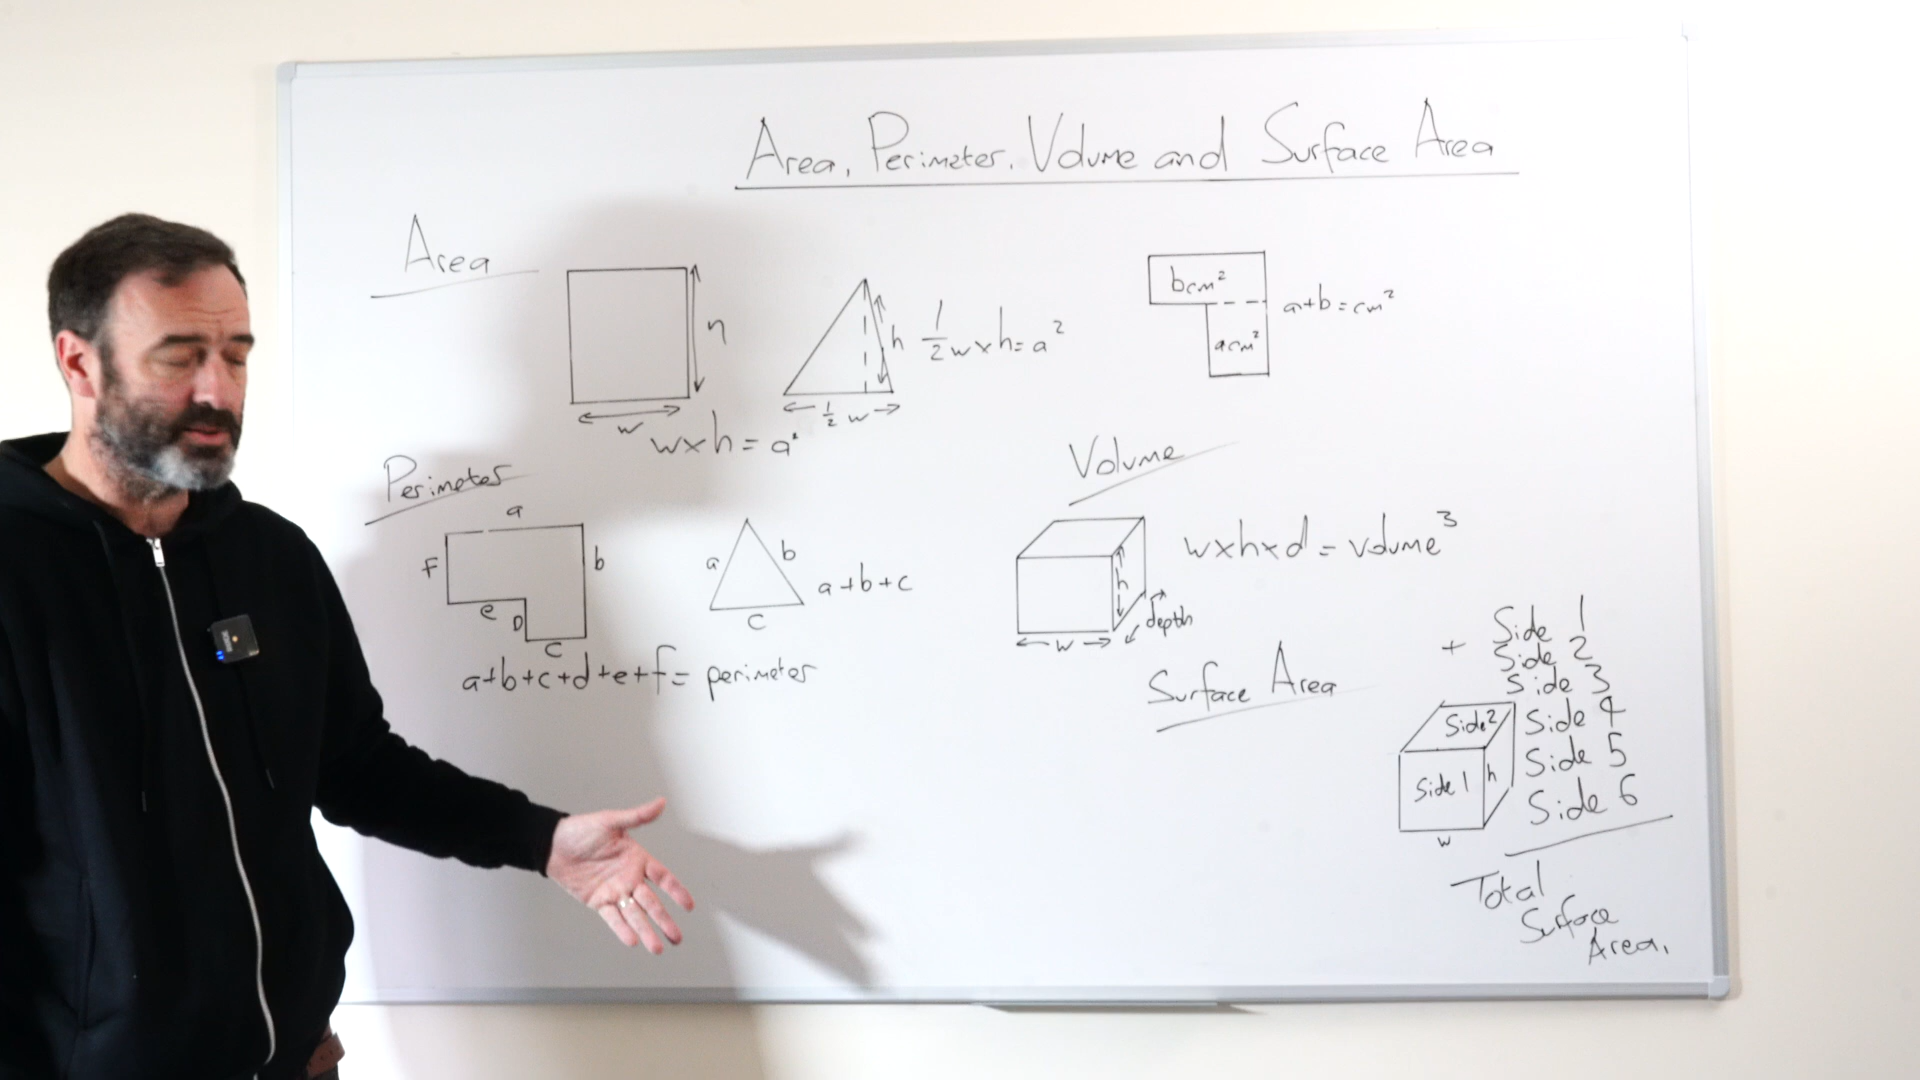 Area, Perimeter, Volume and Surface Area
Area
h
w
w×h=a²
h
1/2 w×h=a²
1/2 w
bcm²
acm²
a+b=cm²
Perimeter
a
F
b
e
D
c
a+b+c+d+e+f= perimeter
a
b
c
a+b+c
Volume
h
w
depth
w×h×d=volume³
Surface Area
+ Side 1
Side 2
Side 3
Side 4
Side 5
Side 6
Side 2
Side 1
h
w
Total
Surface
Area.